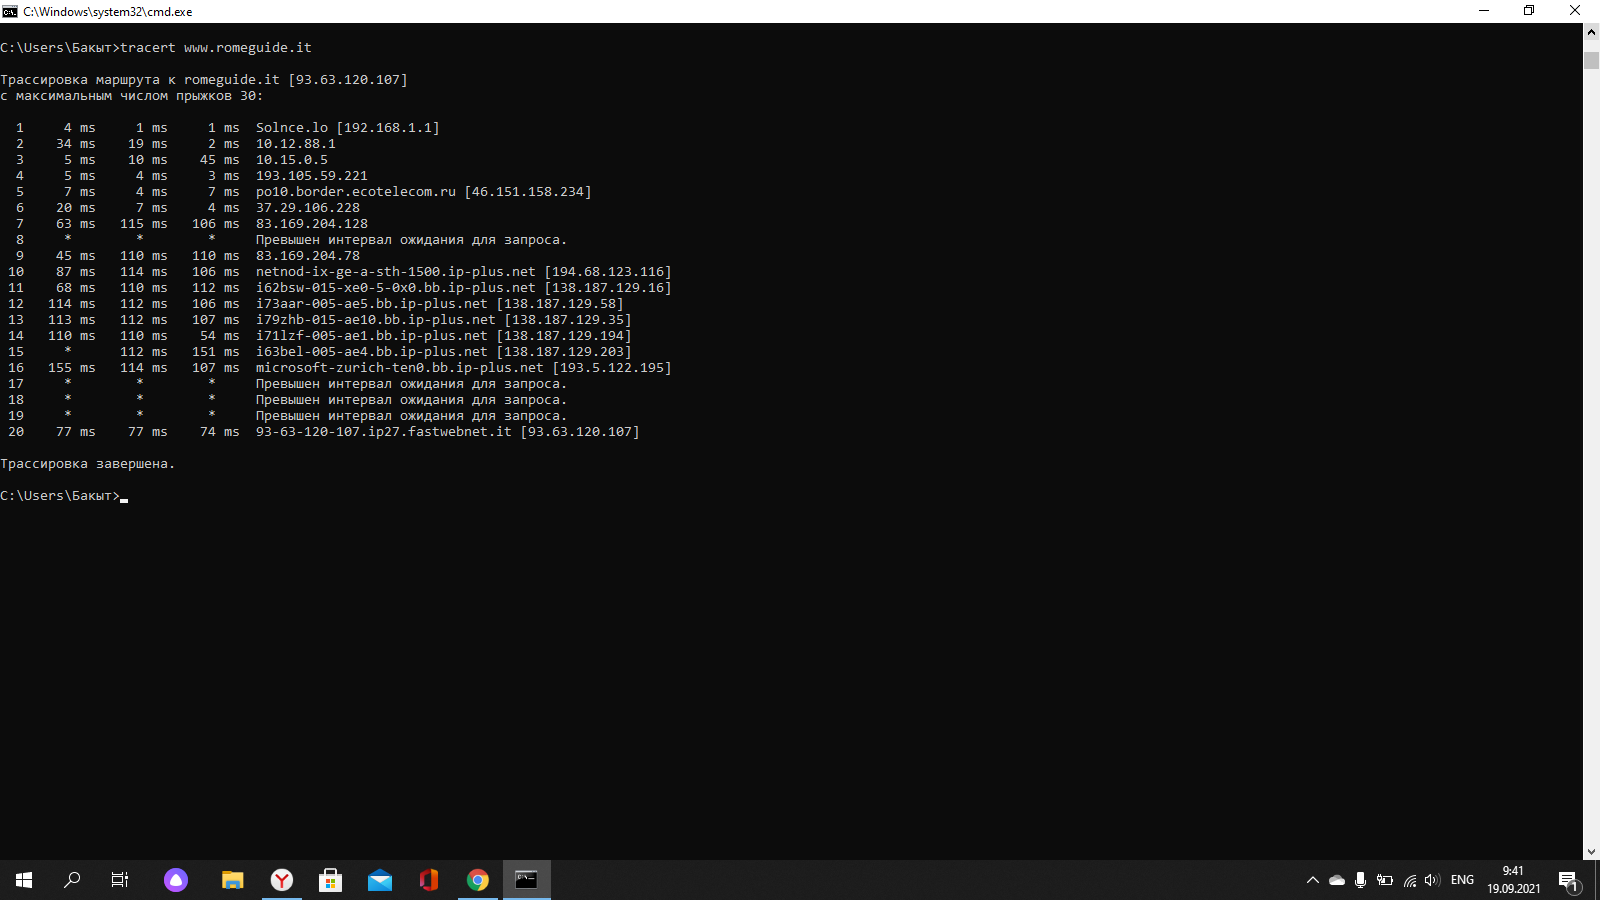 C:\Windows\system32\cmd.exe
C:\Users\Бакыт>tracert www.romeguide.it
Трассировка маршрута к romeguide.it [93.63.120.107]
с максимальным числом прыжков 30:
1 4 ms 1 ms 1 ms Solnce.lo [192.168.1.1]
2 34 ms 19 ms 2 ms 10.12.88.1
3 5 ms 10 ms 45 ms 10.15.0.5
4 5 ms 4 ms 3 ms 193.105.59.221
5 7 ms 4 ms 7 ms po10.border.ecotelecom.ru [46.151.158.234]
6 20 ms 7 ms 4 ms 37.29.106.228
7 63 ms 115 ms 106 ms 83.169.204.128
8 * * * Превышен интервал ожидания для запроса.
9 45 ms 110 ms 110 ms 83.169.204.78
10 87 ms 114 ms 106 ms netnod-ix-ge-a-sth-1500.ip-plus.net [194.68.123.116]
11 68 ms 110 ms 112 ms i62bsw-015-xe0-5-0x0.bb.ip-plus.net [138.187.129.16]
12 114 ms 112 ms 106 ms i73aar-005-ae5.bb.ip-plus.net [138.187.129.58]
13 113 ms 112 ms 107 ms i79zhb-015-ae10.bb.ip-plus.net [138.187.129.35]
14 110 ms 110 ms 54 ms i71lzf-005-ae1.bb.ip-plus.net [138.187.129.194]
15 * 112 ms 151 ms i63bel-005-ae4.bb.ip-plus.net [138.187.129.203]
16 155 ms 114 ms 107 ms microsoft-zurich-ten0.bb.ip-plus.net [193.5.122.195]
17 * * * Превышен интервал ожидания для запроса.
18 * * * Превышен интервал ожидания для запроса.
19 * * * Превышен интервал ожидания для запроса.
20 77 ms 77 ms 74 ms 93-63-120-107.ip27.fastwebnet.it [93.63.120.107]
Трассировка завершена.
C:\Users\Бакыт>
ENG
9:41
19.09.2021
1